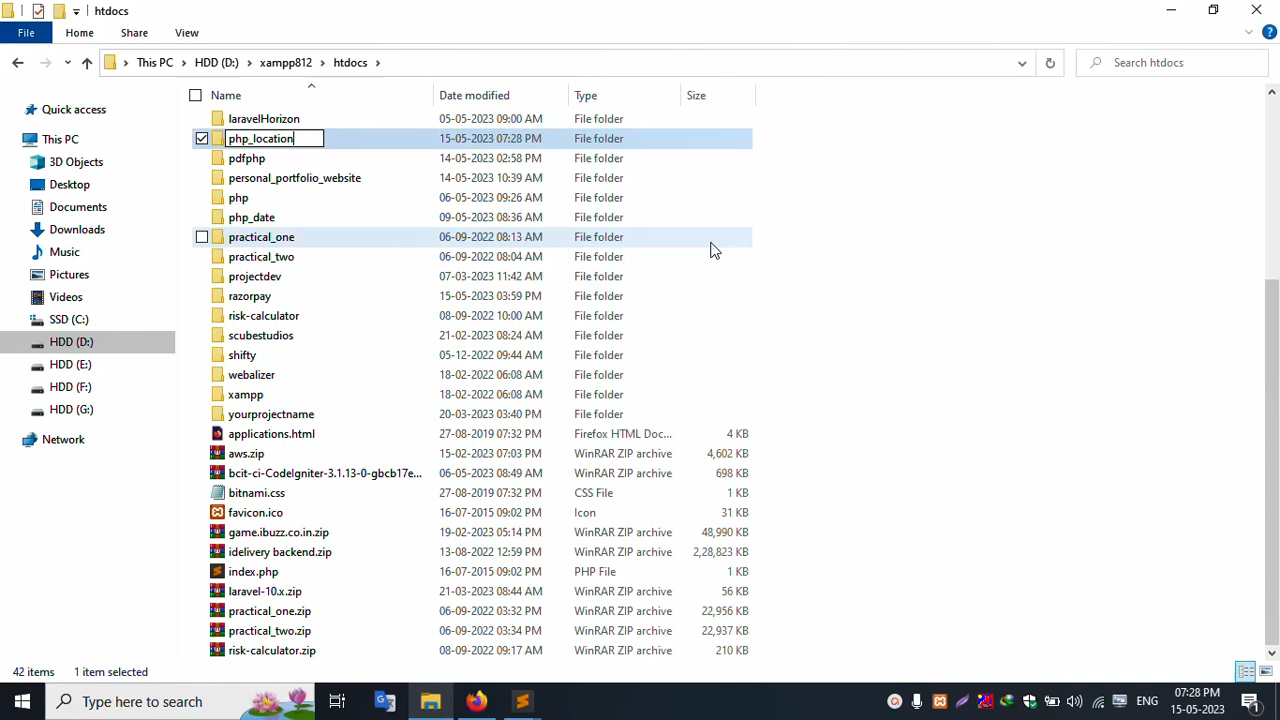 htdocs
File Home Share View
This PC HDD (D:) xampp812 htdocs Search htdocs
Name Date modified Type Size
Quick access
This PC
3D Objects
Desktop
Documents
Downloads
Music
Pictures
Videos
SSD (C:)
HDD (D:)
HDD (E:)
HDD (F:)
HDD (G:)
Network
laravelHorizon 05-05-2023 09:00 AM File folder
php_location 15-05-2023 07:28 PM File folder
pdfphp 14-05-2023 02:58 PM File folder
personal_portfolio_website 14-05-2023 10:39 AM File folder
php 06-05-2023 09:26 AM File folder
php_date 09-05-2023 08:36 AM File folder
practical_one 06-09-2022 08:13 AM File folder
practical_two 06-09-2022 08:04 AM File folder
projectdev 07-03-2023 11:42 AM File folder
razorpay 15-05-2023 03:59 PM File folder
risk-calculator 08-09-2022 10:00 AM File folder
scubestudios 21-02-2023 08:24 AM File folder
shifty 05-12-2022 09:44 AM File folder
webalizer 18-02-2022 06:08 AM File folder
xampp 18-02-2022 06:08 AM File folder
yourprojectname 20-03-2023 03:40 PM File folder
applications.html 27-08-2019 07:32 PM Firefox HTML Doc... 4 KB
aws.zip 15-02-2023 07:03 PM WinRAR ZIP archive 4,602 KB
bcit-ci-CodeIgniter-3.1.13-0-gbcb17e... 06-05-2023 08:49 AM WinRAR ZIP archive 698 KB
bitnami.css 27-08-2019 07:32 PM CSS File 1 KB
favicon.ico 16-07-2015 09:02 PM Icon 31 KB
game.ibuzz.co.in.zip 19-02-2023 05:14 PM WinRAR ZIP archive 48,990 KB
idelivery backend.zip 13-08-2022 12:59 PM WinRAR ZIP archive 2,28,823 KB
index.php 16-07-2015 09:02 PM PHP File 1 KB
laravel-10.x.zip 21-03-2023 08:44 AM WinRAR ZIP archive 56 KB
practical_one.zip 06-09-2022 03:32 PM WinRAR ZIP archive 22,956 KB
practical_two.zip 06-09-2022 03:34 PM WinRAR ZIP archive 22,937 KB
risk-calculator.zip 08-09-2022 09:17 AM WinRAR ZIP archive 210 KB
42 items 1 item selected
Type here to search ENG 07:28 PM
15-05-2023 1